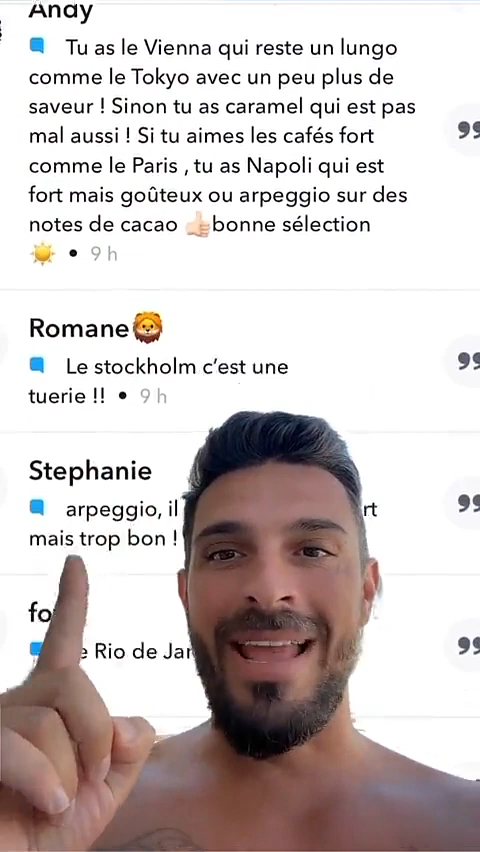 Andy
Tu as le Vienna qui reste un lungo
comme le Tokyo avec un peu plus de
saveur ! Sinon tu as caramel qui est pas
mal aussi ! Si tu aimes les cafés fort
comme le Paris , tu as Napoli qui est
fort mais goûteux ou arpeggio sur des
notes de cacao 👍🏻bonne sélection
☀️ • 9 h
Romane🦁
Le stockholm c’est une
tuerie !! • 9 h
Stephanie
arpeggio, il rt
mais trop bon !
fo
e Rio de Jar